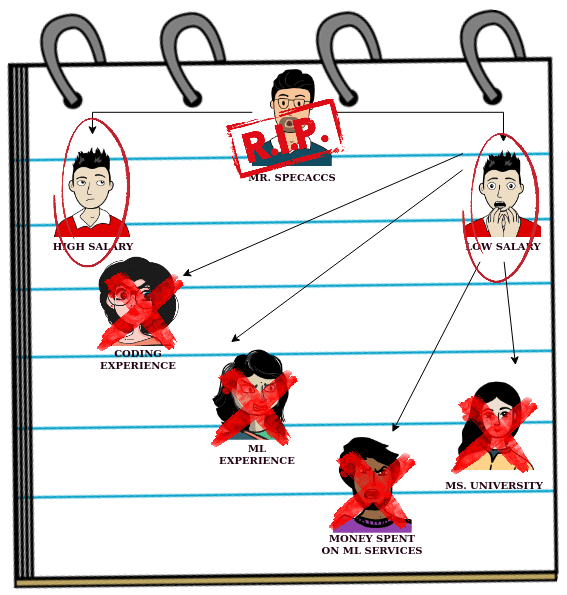 R.I.P.
MR. SPECACCS
HIGH SALARY
LOW SALARY
CODING
EXPERIENCE
ML
EXPERIENCE
MS. UNIVERSITY
MONEY SPENT
ON ML SERVICES